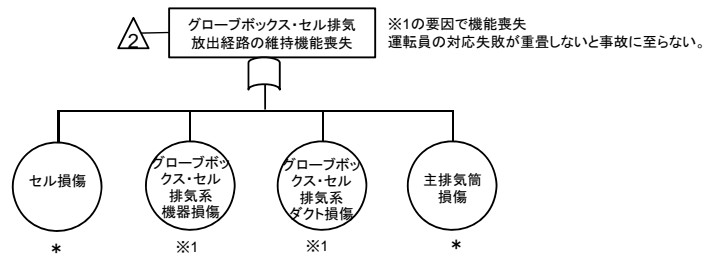 2
グローブボックス・セル排気
放出経路の維持機能喪失
※1の要因で機能喪失
運転員の対応失敗が重畳しないと事故に至らない。
セル損傷
グローブボッ
クス・セル
排気系
機器損傷
グローブボッ
クス・セル
排気系
ダクト損傷
主排気筒
損傷
*
※1
※1
*